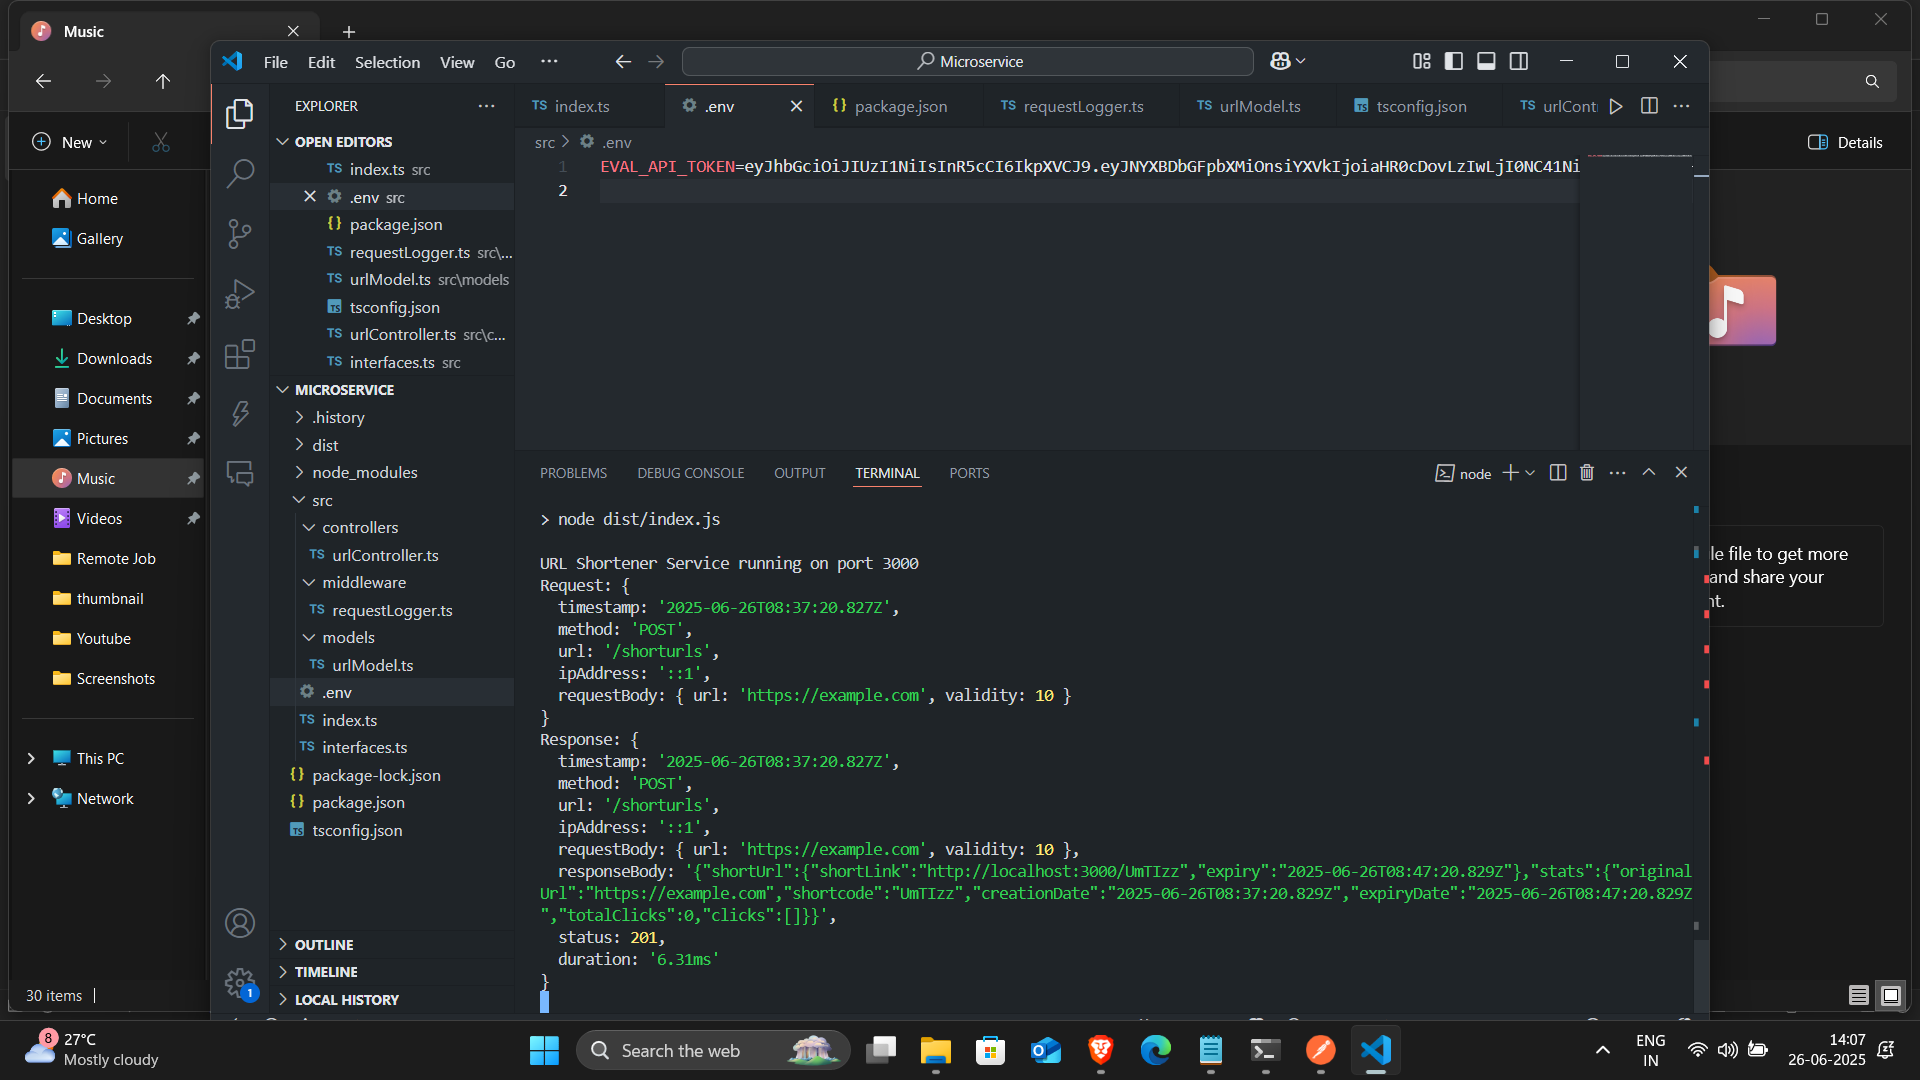 Music
New
Details
Home
Gallery
Desktop
Downloads
Documents
Pictures
Music
Videos
Remote Job
thumbnail
Youtube
Screenshots
This PC
Network
30 items
le file to get more
and share your
nt.
File Edit Selection View Go ...
Microservice
EXPLORER
OPEN EDITORS
TS index.ts src
.env src
{} package.json
TS requestLogger.ts src\...
TS urlModel.ts src\models
TS tsconfig.json
TS urlController.ts src\c...
TS interfaces.ts src
MICROSERVICE
.history
dist
node_modules
src
controllers
TS urlController.ts
middleware
TS requestLogger.ts
models
TS urlModel.ts
.env
TS index.ts
TS interfaces.ts
{} package-lock.json
{} package.json
TS tsconfig.json
OUTLINE
TIMELINE
LOCAL HISTORY
1
TS index.ts .env {} package.json TS requestLogger.ts TS urlModel.ts TS tsconfig.json TS urlCont
src > .env
1 EVAL_API_TOKEN=eyJhbGciOiJIUzI1NiIsInR5cCI6IkpXVCJ9.eyJNYXBDbGFpbXMiOnsiYXVkIjoiaHR0cDovLzIwLjI0NC41Ni
2
PROBLEMS DEBUG CONSOLE OUTPUT TERMINAL PORTS
node
> node dist/index.js
URL Shortener Service running on port 3000
Request: {
timestamp: '2025-06-26T08:37:20.827Z',
method: 'POST',
url: '/shorturls',
ipAddress: '::1',
requestBody: { url: 'https://example.com', validity: 10 }
}
Response: {
timestamp: '2025-06-26T08:37:20.827Z',
method: 'POST',
url: '/shorturls',
ipAddress: '::1',
requestBody: { url: 'https://example.com', validity: 10 },
responseBody: '{"shortUrl":{"shortLink":"http://localhost:3000/UmTIzz","expiry":"2025-06-26T08:47:20.829Z"},"stats":{"original
Url":"https://example.com","shortcode":"UmTIzz","creationDate":"2025-06-26T08:37:20.829Z","expiryDate":"2025-06-26T08:47:20.829Z
","totalClicks":0,"clicks":[]}}',
status: 201,
duration: '6.31ms'
}
8
27°C
Mostly cloudy
Search the web
ENG
IN
14:07
26-06-2025